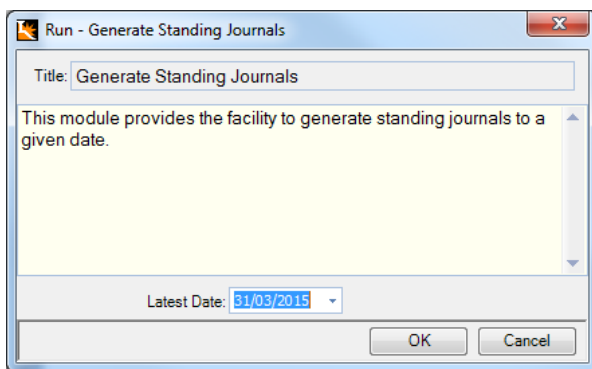 Run - Generate Standing Journals
Title: Generate Standing Journals
This module provides the facility to generate standing journals to a
given date.
Latest Date: 31/03/2015
OK Cancel